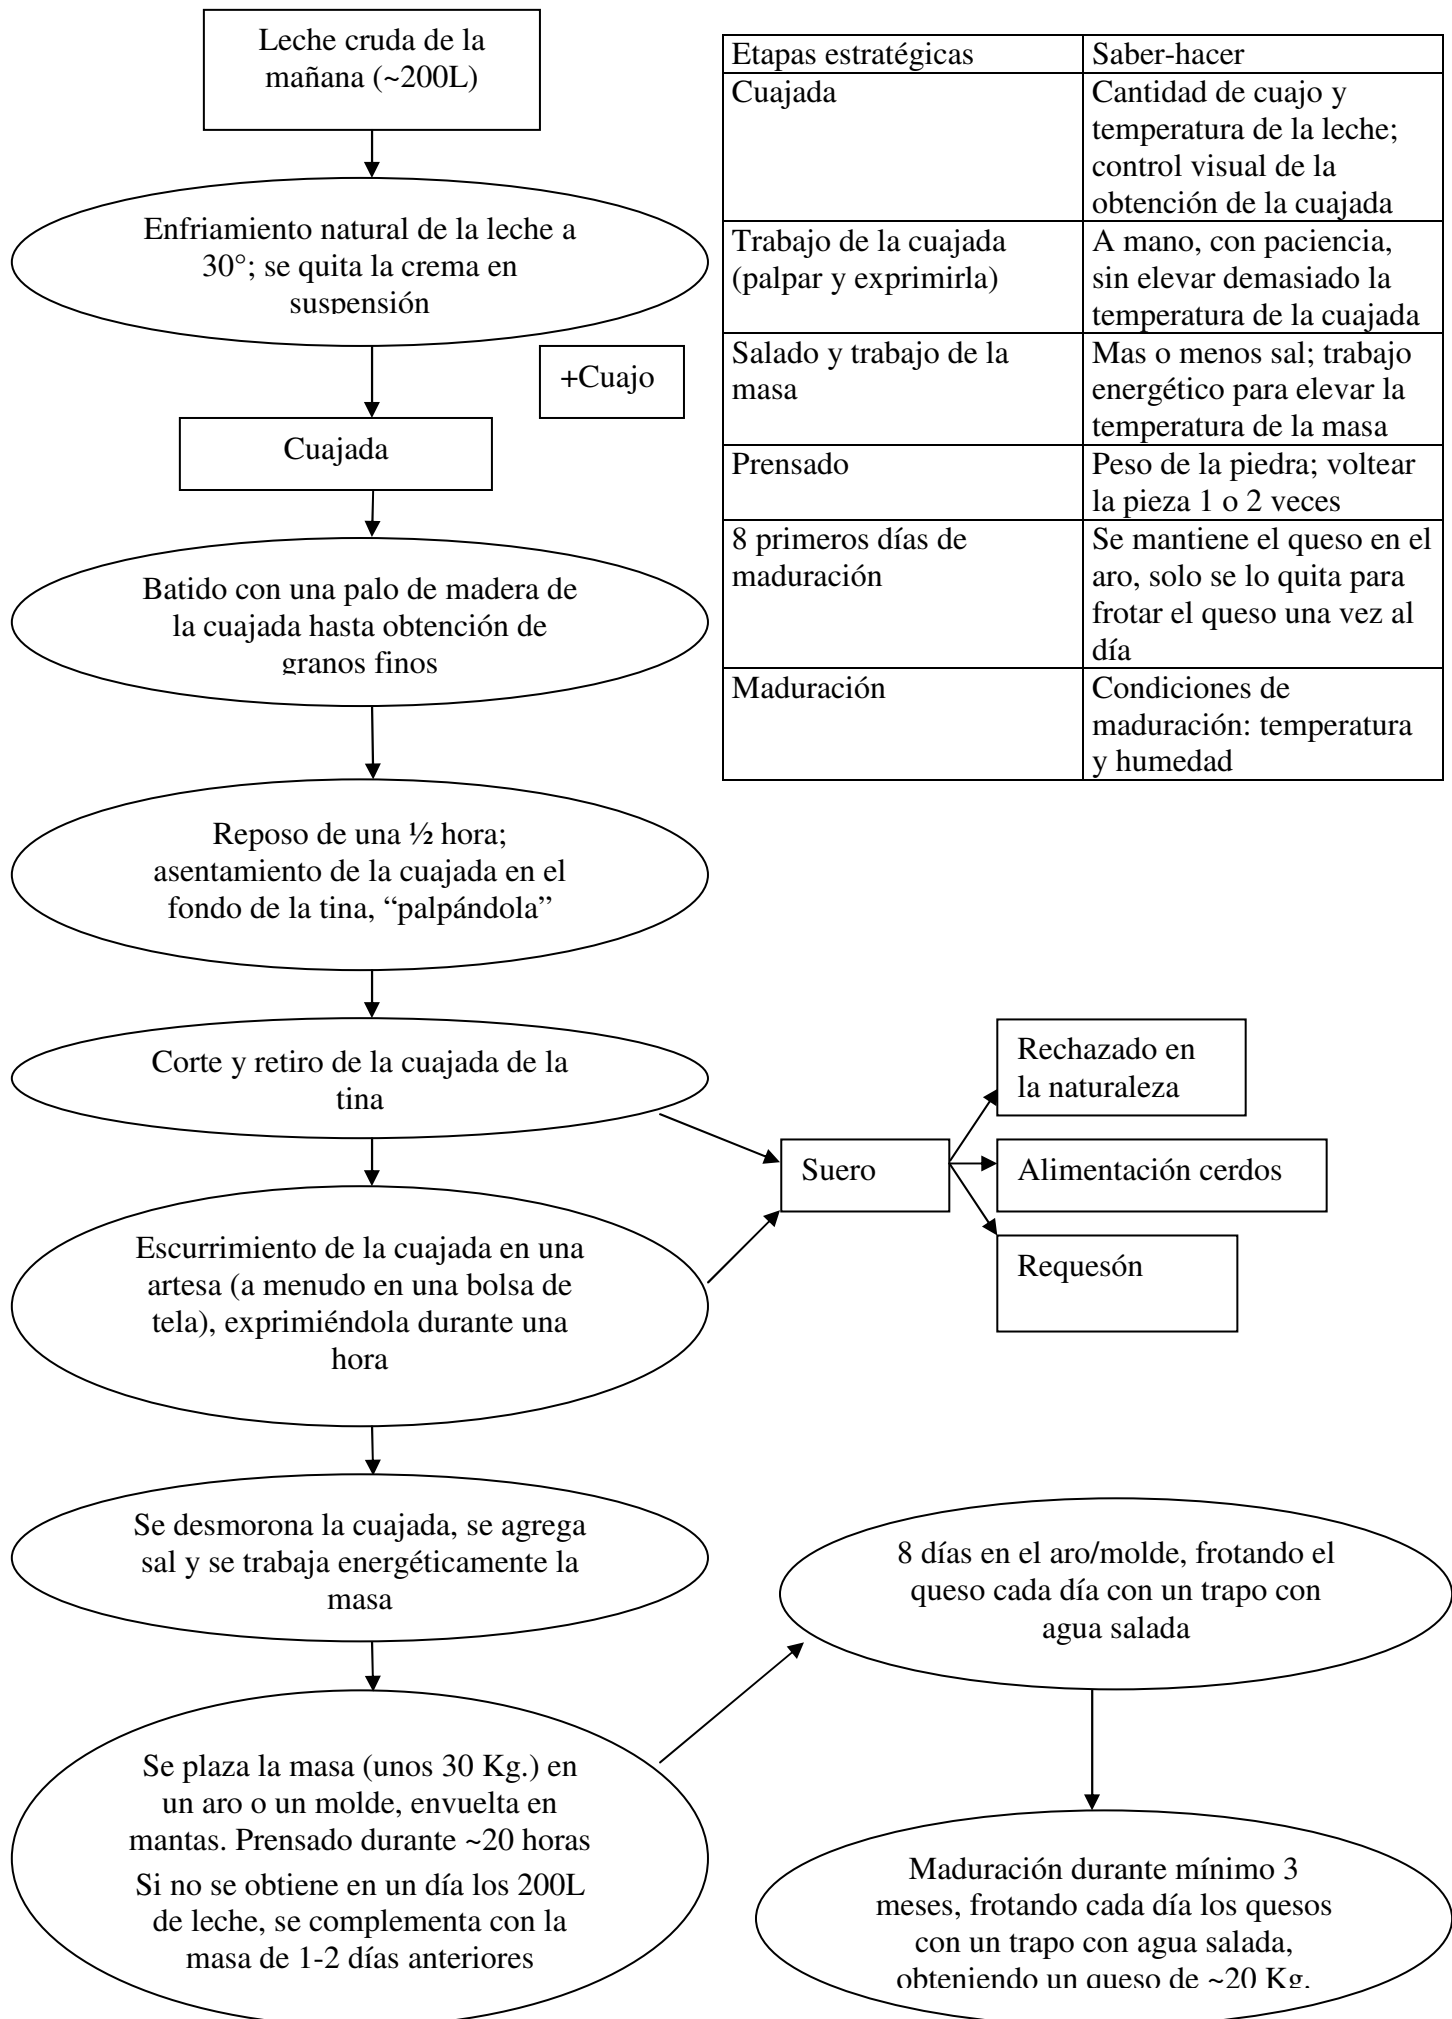 Leche cruda de la
mañana (~200L)
Enfriamiento natural de la leche a
30°; se quita la crema en
suspensión
+Cuajo
Cuajada
Batido con una palo de madera de
la cuajada hasta obtención de
granos finos
Reposo de una ½ hora;
asentamiento de la cuajada en el
fondo de la tina, “palpándola”
Corte y retiro de la cuajada de la
tina
Escurrimiento de la cuajada en una
artesa (a menudo en una bolsa de
tela), exprimiéndola durante una
hora
Suero
Rechazado en
la naturaleza
Alimentación cerdos
Requesón
Se desmorona la cuajada, se agrega
sal y se trabaja energéticamente la
masa
Se plaza la masa (unos 30 Kg.) en
un aro o un molde, envuelta en
mantas. Prensado durante ~20 horas
Si no se obtiene en un día los 200L
de leche, se complementa con la
masa de 1-2 días anteriores
8 días en el aro/molde, frotando el
queso cada día con un trapo con
agua salada
Maduración durante mínimo 3
meses, frotando cada día los quesos
con un trapo con agua salada,
obteniendo un queso de ~20 Kg.
Etapas estratégicas
Saber-hacer
Cuajada
Cantidad de cuajo y
temperatura de la leche;
control visual de la
obtención de la cuajada
Trabajo de la cuajada
(palpar y exprimirla)
A mano, con paciencia,
sin elevar demasiado la
temperatura de la cuajada
Salado y trabajo de la
masa
Mas o menos sal; trabajo
energético para elevar la
temperatura de la masa
Prensado
Peso de la piedra; voltear
la pieza 1 o 2 veces
8 primeros días de
maduración
Se mantiene el queso en el
aro, solo se lo quita para
frotar el queso una vez al
día
Maduración
Condiciones de
maduración: temperatura
y humedad